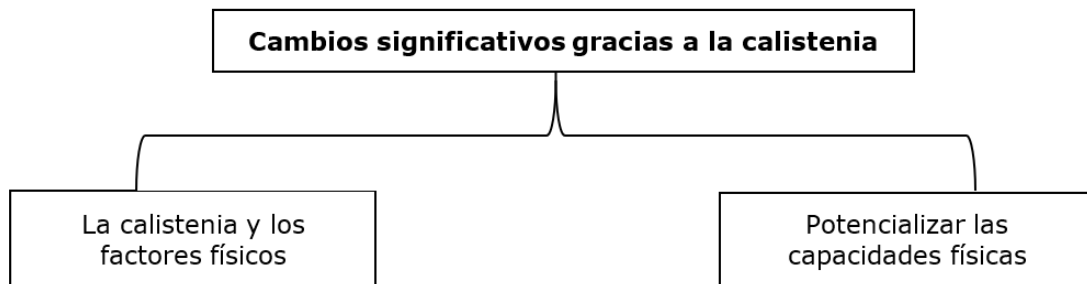 Cambios significativos gracias a la calistenia
La calistenia y los
factores físicos
Potencializar las
capacidades físicas